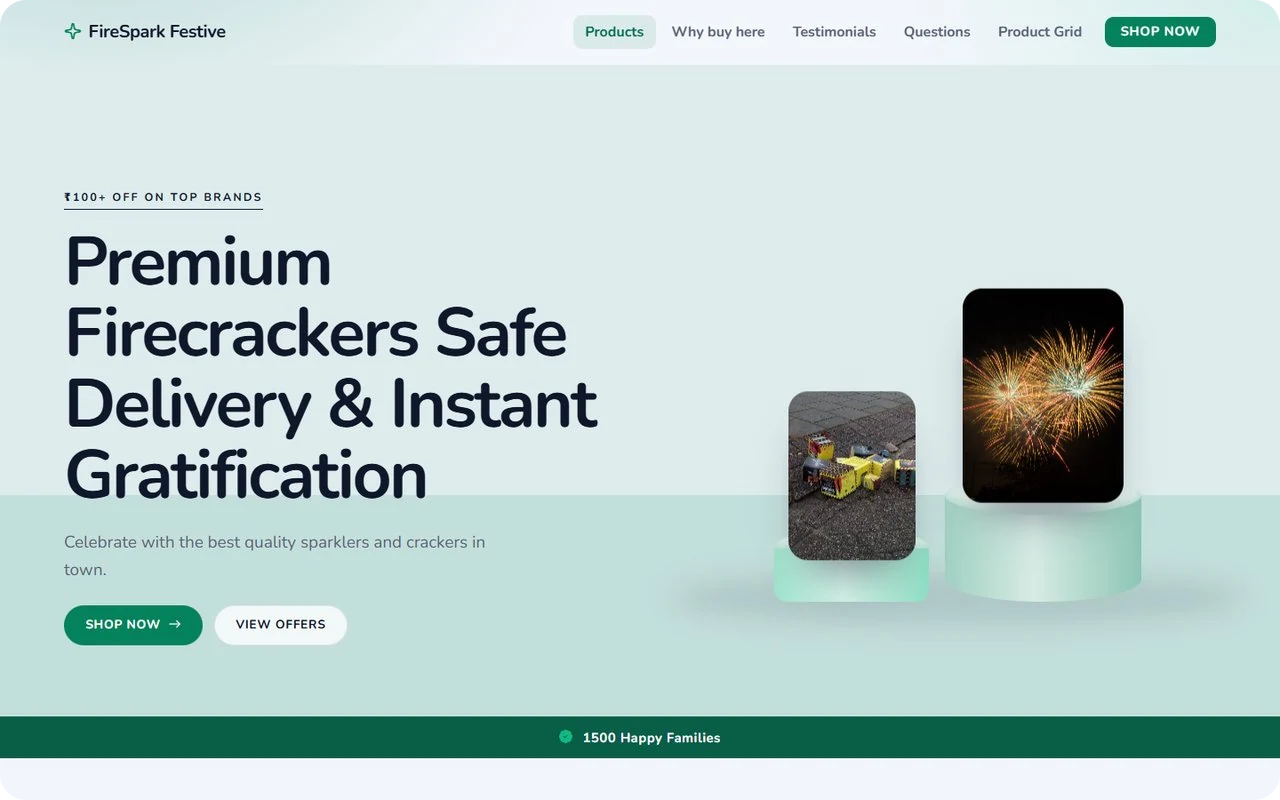 FireSpark Festive
Products
Why buy here
Testimonials
Questions
Product Grid
SHOP NOW
₹100+ OFF ON TOP BRANDS
Premium
Firecrackers Safe
Delivery & Instant
Gratification
Celebrate with the best quality sparklers and crackers in
town.
SHOP NOW →
VIEW OFFERS
1500 Happy Families